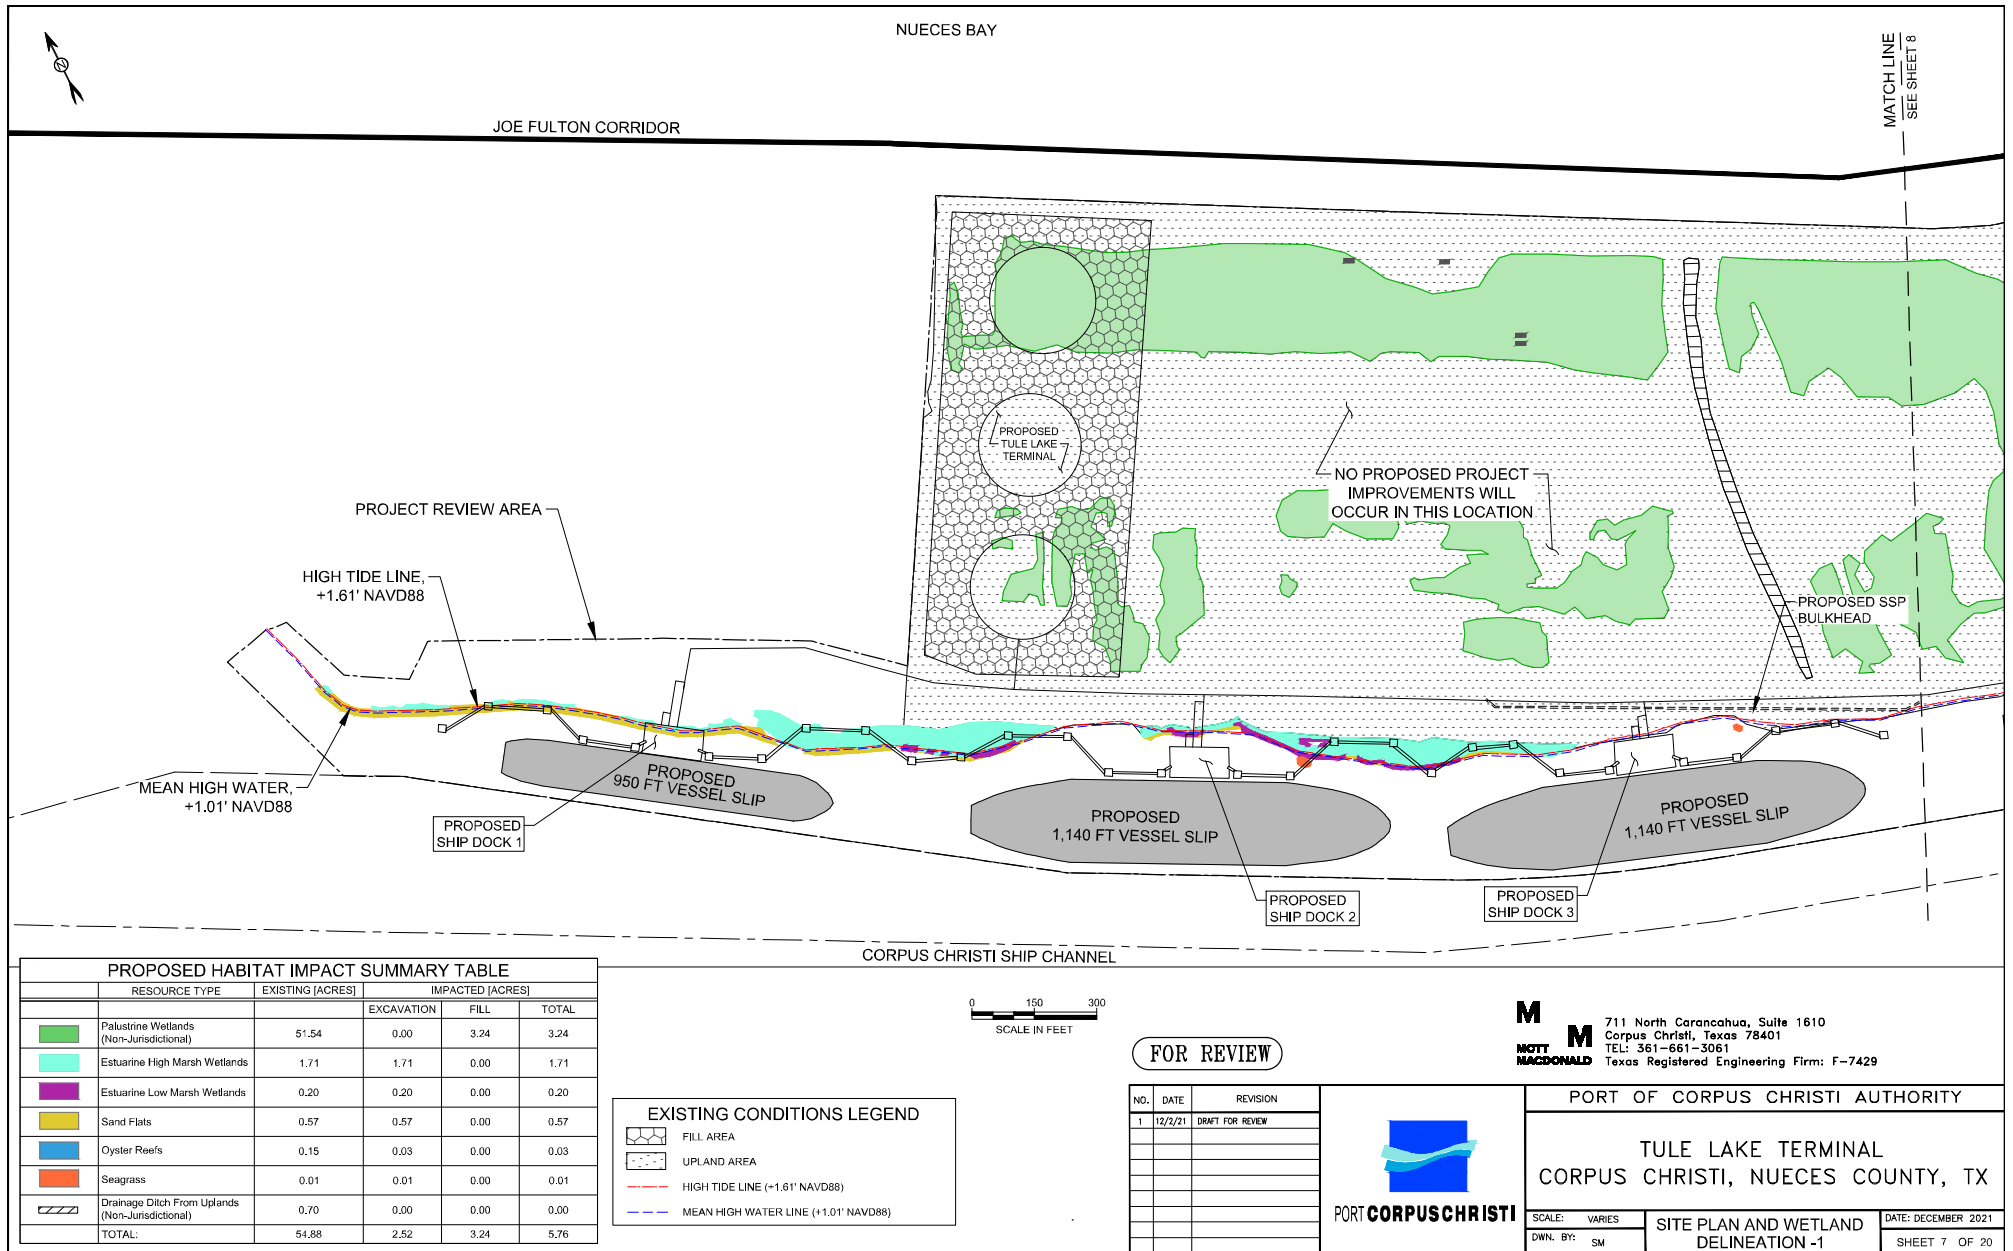 NUECES BAY
N
MATCH LINE
SEE SHEET 8
JOE FULTON CORRIDOR
PROPOSED
TULE LAKE
TERMINAL
NO PROPOSED PROJECT
IMPROVEMENTS WILL
OCCUR IN THIS LOCATION
PROJECT REVIEW AREA
HIGH TIDE LINE,
+1.61' NAVD88
PROPOSED SSP
BULKHEAD
MEAN HIGH WATER,
+1.01' NAVD88
PROPOSED
950 FT VESSEL SLIP
PROPOSED
1,140 FT VESSEL SLIP
PROPOSED
1,140 FT VESSEL SLIP
PROPOSED
SHIP DOCK 1
PROPOSED
SHIP DOCK 2
PROPOSED
SHIP DOCK 3
CORPUS CHRISTI SHIP CHANNEL
PROPOSED HABITAT IMPACT SUMMARY TABLE
RESOURCE TYPE EXISTING [ACRES] IMPACTED [ACRES]
EXCAVATION FILL TOTAL
Palustrine Wetlands
(Non-Jurisdictional) 51.54 0.00 3.24 3.24
Estuarine High Marsh Wetlands 1.71 1.71 0.00 1.71
Estuarine Low Marsh Wetlands 0.20 0.20 0.00 0.20
Sand Flats 0.57 0.57 0.00 0.57
Oyster Reefs 0.15 0.03 0.00 0.03
Seagrass 0.01 0.01 0.00 0.01
Drainage Ditch From Uplands
(Non-Jurisdictional) 0.70 0.00 0.00 0.00
TOTAL: 54.88 2.52 3.24 5.76
EXISTING CONDITIONS LEGEND
FILL AREA
UPLAND AREA
HIGH TIDE LINE (+1.61' NAVD88)
MEAN HIGH WATER LINE (+1.01' NAVD88)
0 150 300
SCALE IN FEET
FOR REVIEW
M
M
MOTT
MACDONALD
711 North Carancahua, Suite 1610
Corpus Christi, Texas 78401
TEL: 361-661-3061
Texas Registered Engineering Firm: F-7429
NO. DATE REVISION
1 12/2/21 DRAFT FOR REVIEW
PORTCORPUSCHRISTI
PORT OF CORPUS CHRISTI AUTHORITY
TULE LAKE TERMINAL
CORPUS CHRISTI, NUECES COUNTY, TX
SCALE: VARIES
DWN. BY: SM
SITE PLAN AND WETLAND
DELINEATION -1
DATE: DECEMBER 2021
SHEET 7 OF 20